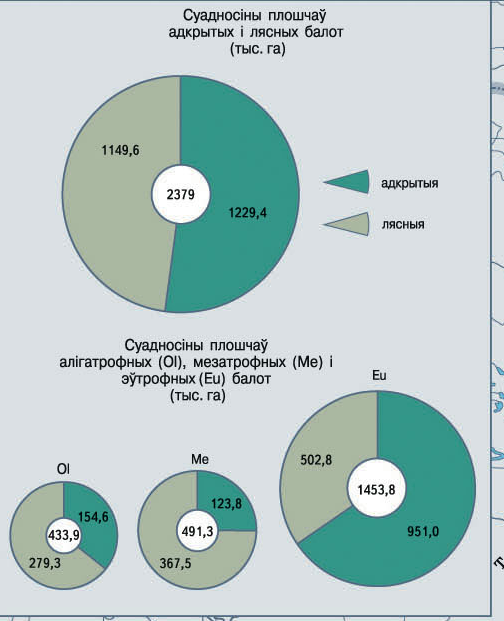 Суадносіны плошчаў
адкрытых і лясных балот
(тыс. га)
1149,6
2379
1229,4
адкрытыя
лясныя
Суадносіны плошчаў
алігатрофных (Ol), мезатрофных (Me) і
эўтрофных (Eu) балот
(тыс. га)
Ol
154,6
433,9
279,3
Me
123,8
491,3
367,5
Eu
502,8
1453,8
951,0
Т